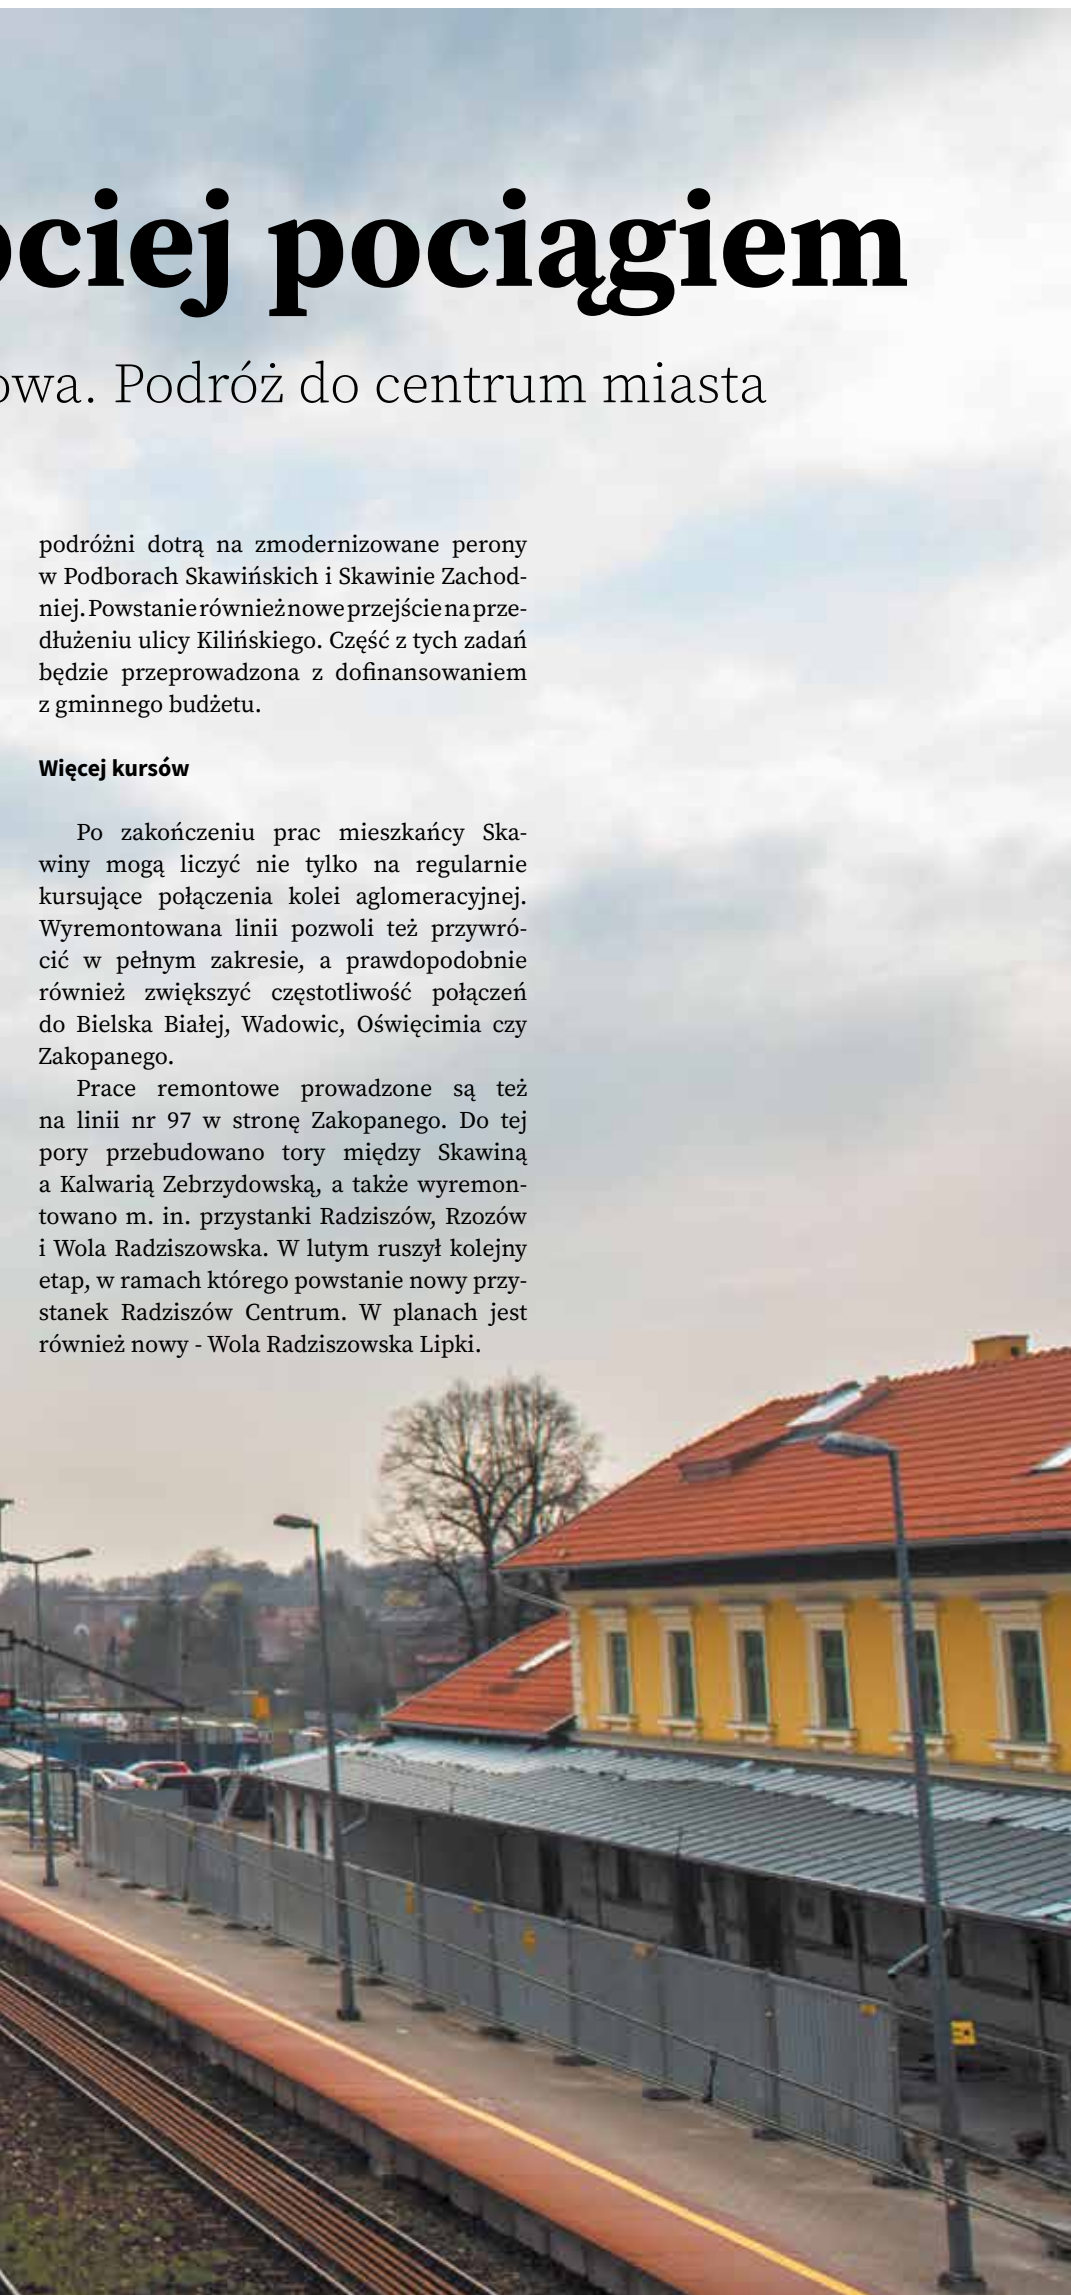 ciej pociągiem
owa. Podróż do centrum miasta
podróżni dotrą na zmodernizowane perony
w Podborach Skawińskich i Skawinie Zachod-
niej. Powstanie również nowe przejście na prze-
dłużeniu ulicy Kilińskiego. Część z tych zadań
będzie przeprowadzona z dofinansowaniem
z gminnego budżetu.
Więcej kursów
Po zakończeniu prac mieszkańcy Ska-
winy mogą liczyć nie tylko na regularnie
kursujące połączenia kolei aglomeracyjnej.
Wyremontowana linii pozwoli też przywró-
cić w pełnym zakresie, a prawdopodobnie
również zwiększyć częstotliwość połączeń
do Bielska Białej, Wadowic, Oświęcimia czy
Zakopanego.
Prace remontowe prowadzone są też
na linii nr 97 w stronę Zakopanego. Do tej
pory przebudowano tory między Skawiną
a Kalwarią Zebrzydowską, a także wyremon-
towano m. in. przystanki Radziszów, Rzozów
i Wola Radziszowska. W lutym ruszył kolejny
etap, w ramach którego powstanie nowy przy-
stanek Radziszów Centrum. W planach jest
również nowy - Wola Radziszowska Lipki.